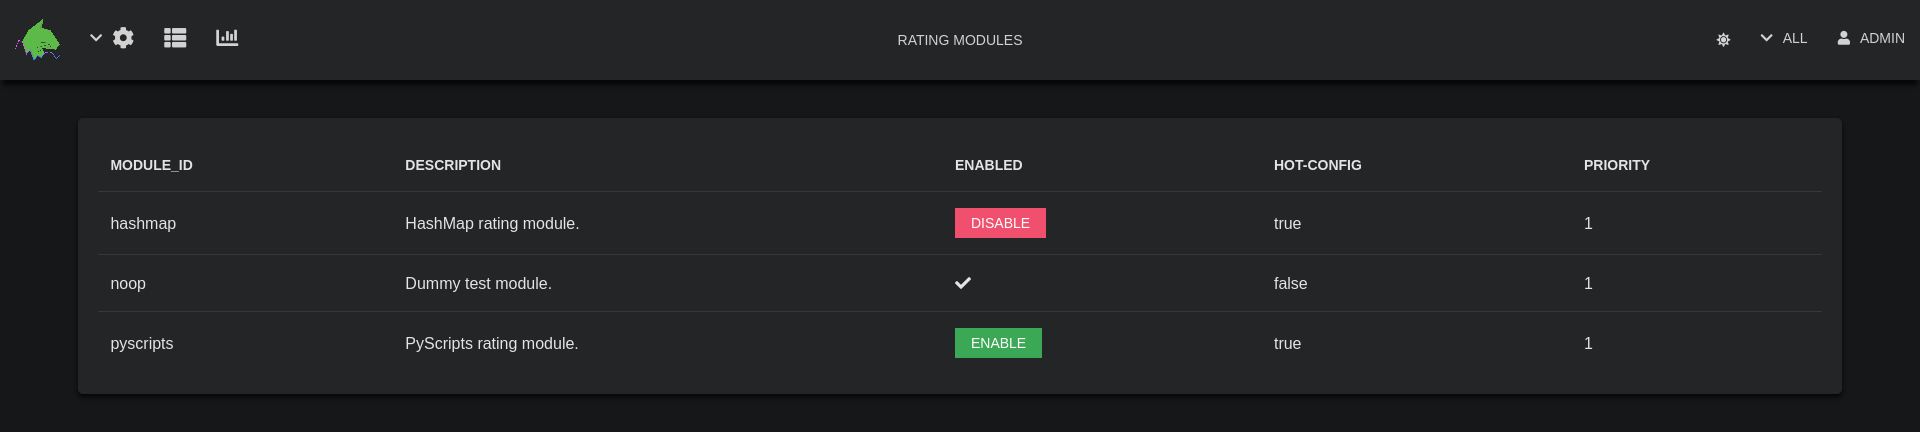 RATING MODULES
ALL
ADMIN
MODULE_ID DESCRIPTION ENABLED HOT-CONFIG PRIORITY
hashmap HashMap rating module. DISABLE true 1
noop Dummy test module. false 1
pyscripts PyScripts rating module. ENABLE true 1